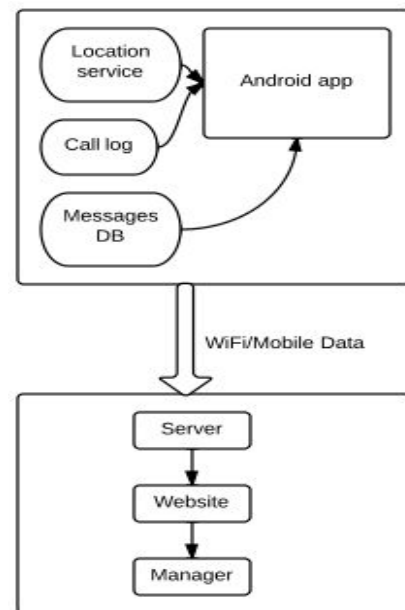 Location
service
Android app
Call log
Messages
DB
WiFi/Mobile Data
Server
Website
Manager